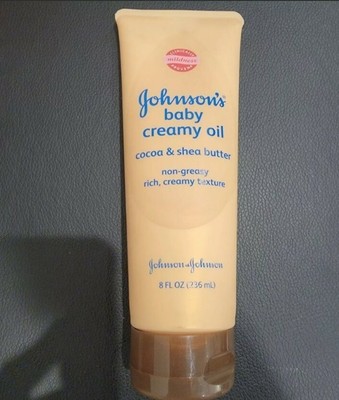 mildness
Johnson's
baby
creamy oil
cocoa & shea butter
non-greasy
rich, creamy texture
Johnson & Johnson
8 FL OZ (236 mL)